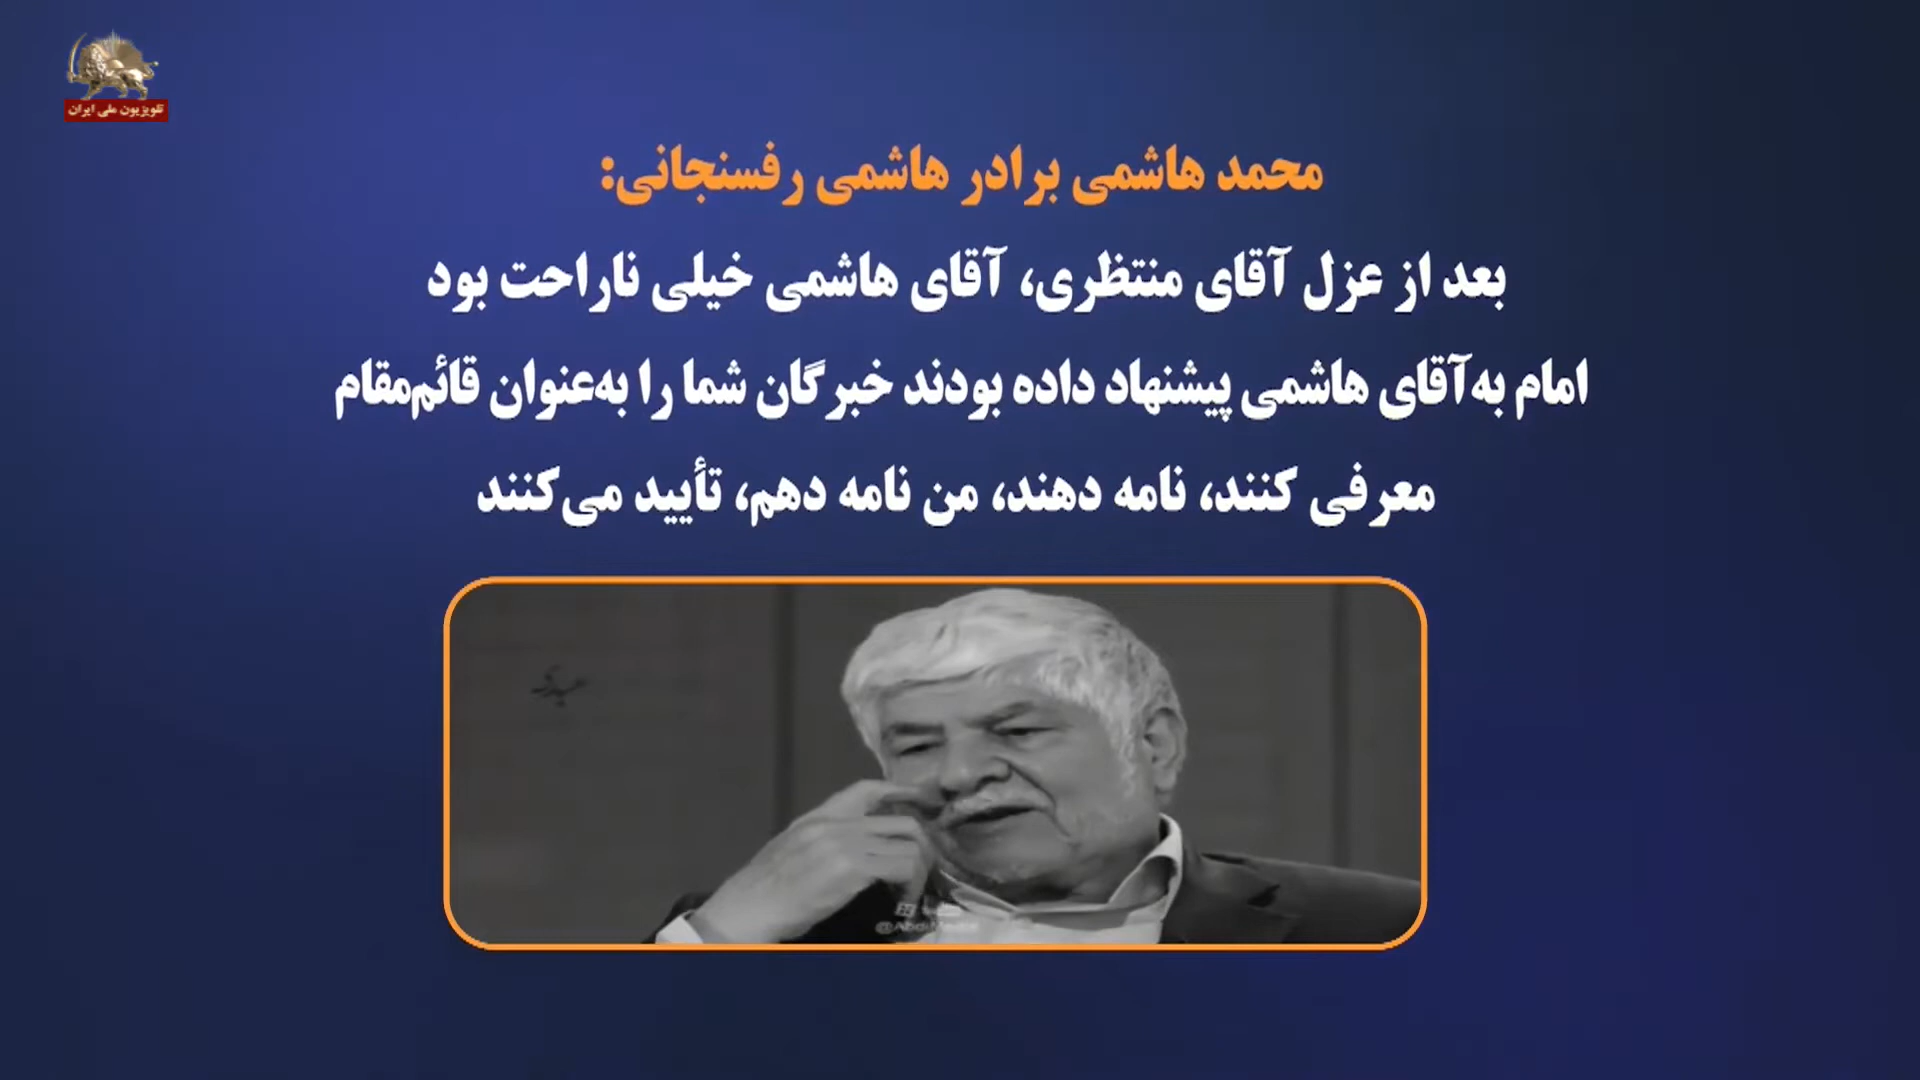 تلویزیون ملی ایران
محمد هاشمی برادر هاشمی رفسنجانی:
بعد از عزل آقای منتظری، آقای هاشمی خیلی ناراحت بود
امام به‌آقای هاشمی پیشنهاد داده بودند خبرگان شما را به‌عنوان قائم‌مقام
معرفی کنند، نامه دهند، من نامه دهم، تأیید می‌کنند
@AbdiMedia